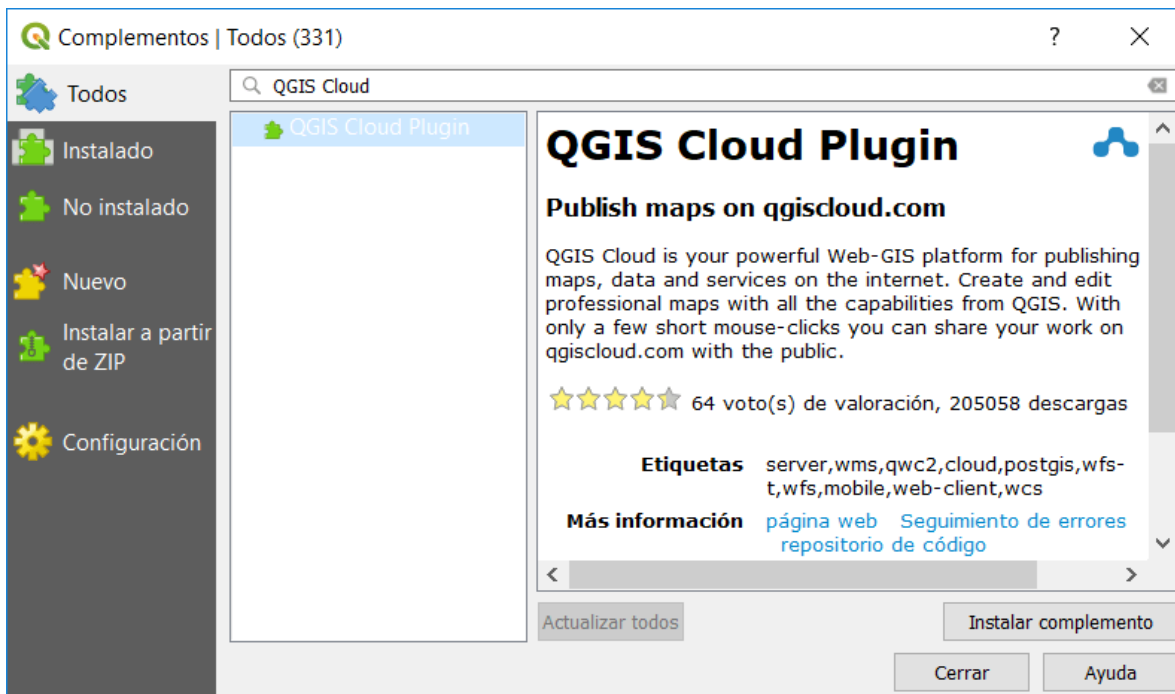 Complementos | Todos (331)
?
Todos
Instalado
No instalado
Nuevo
Instalar a partir
de ZIP
Configuración
QGIS Cloud
QGIS Cloud Plugin
QGIS Cloud Plugin
Publish maps on qgiscloud.com
QGIS Cloud is your powerful Web-GIS platform for publishing
maps, data and services on the internet. Create and edit
professional maps with all the capabilities from QGIS. With
only a few short mouse-clicks you can share your work on
qgiscloud.com with the public.
64 voto(s) de valoración, 205058 descargas
Etiquetas server,wms,qwc2,cloud,postgis,wfs-
t,wfs,mobile,web-client,wcs
Más información página web Seguimiento de errores
repositorio de código
Actualizar todos
Instalar complemento
Cerrar
Ayuda